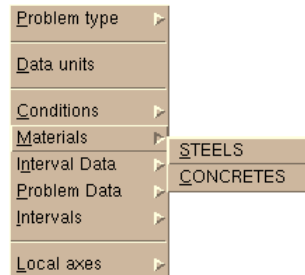 Problem type
Data units
Conditions
Materials
STEELS
CONCRETES
Interval Data
Problem Data
Intervals
Local axes